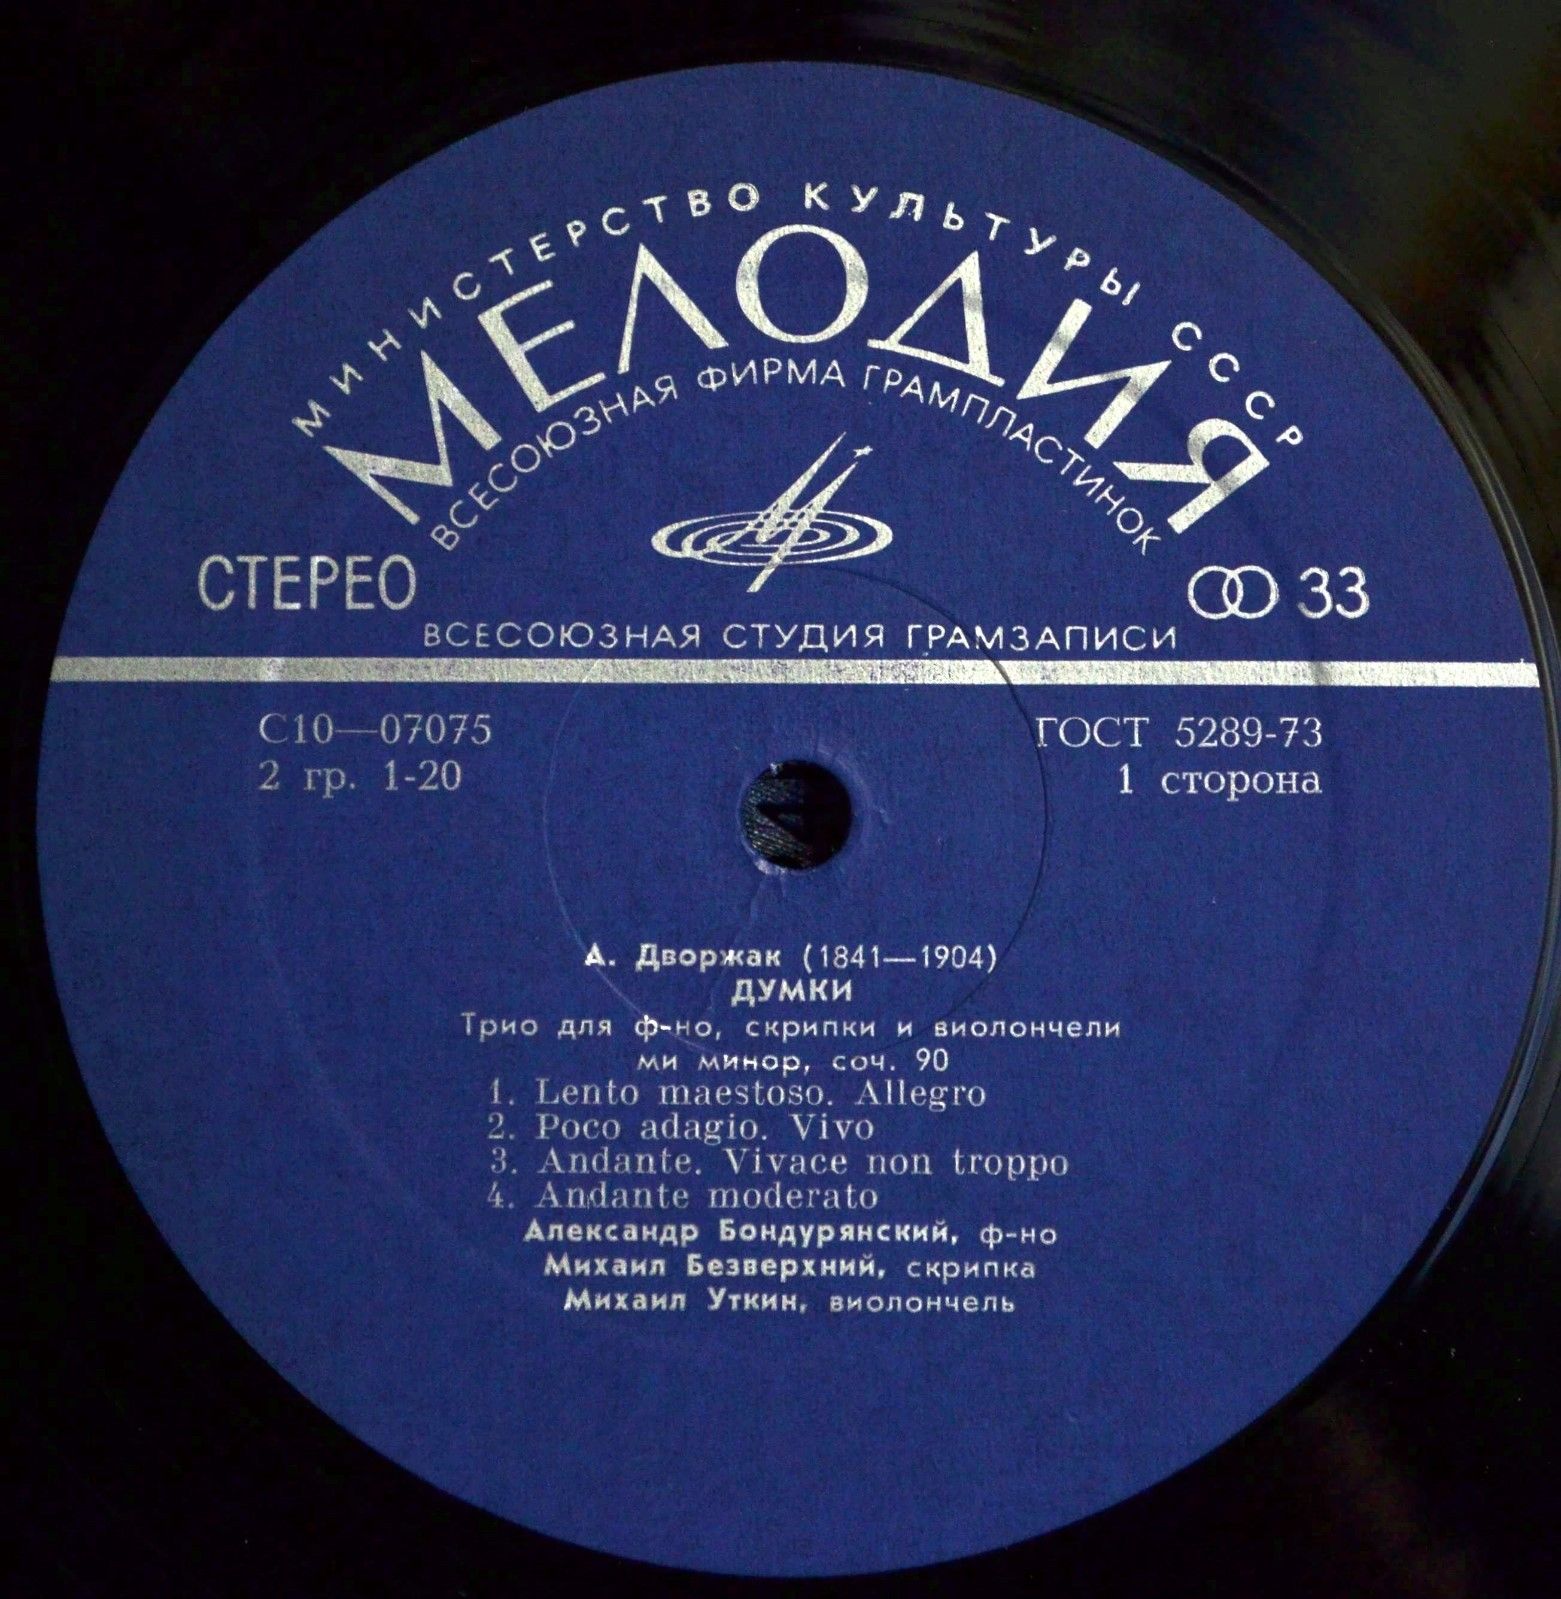 МИНИСТЕРСТВО КУЛЬТУРЫ СССР
МЕЛОДИЯ
ВСЕСОЮЗНАЯ ФИРМА ГРАМПЛАСТИНОК
СТЕРЕО
33
ВСЕСОЮЗНАЯ СТУДИЯ ГРАМЗАПИСИ
С10—07075
ГОСТ 5289-73
2 гр. 1-20
1 сторона
А. Дворжак (1841—1904)
ДУМКИ
Трио для ф-но, скрипки и виолончели
ми минор, соч. 90
1. Lento maestoso. Allegro
2. Poco adagio. Vivo
3. Andante. Vivace non troppo
4. Andante moderato
Александр Бондурянский, ф-но
Михаил Безверхний, скрипка
Михаил Уткин, виолончель